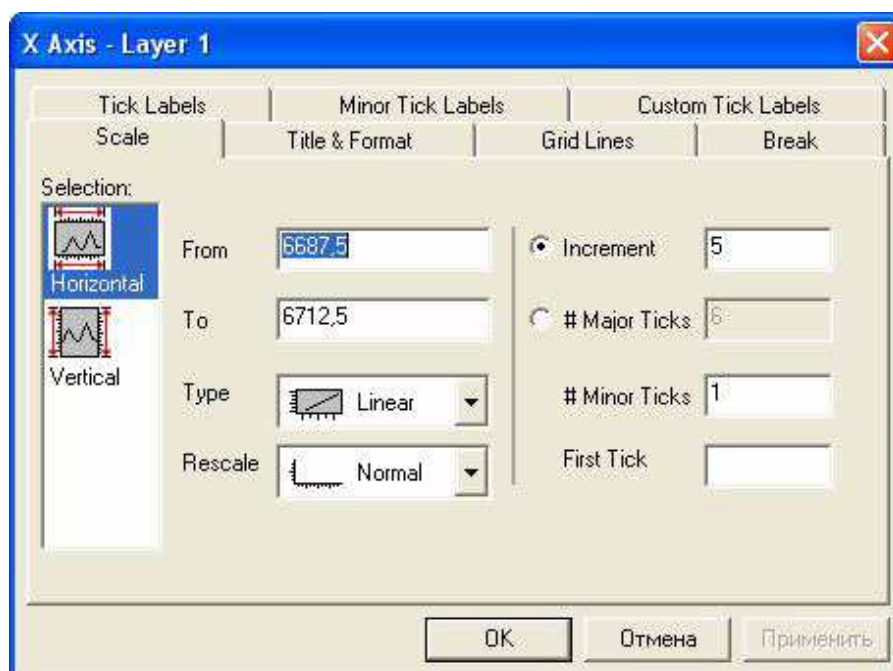 X Axis - Layer 1
Tick Labels
Minor Tick Labels
Custom Tick Labels
Scale
Title & Format
Grid Lines
Break
Selection:
Horizontal
Vertical
From
6687,5
To
6712,5
Type
Linear
Rescale
Normal
Increment
5
# Major Ticks
6
# Minor Ticks
1
First Tick
OK
Отмена
Применить